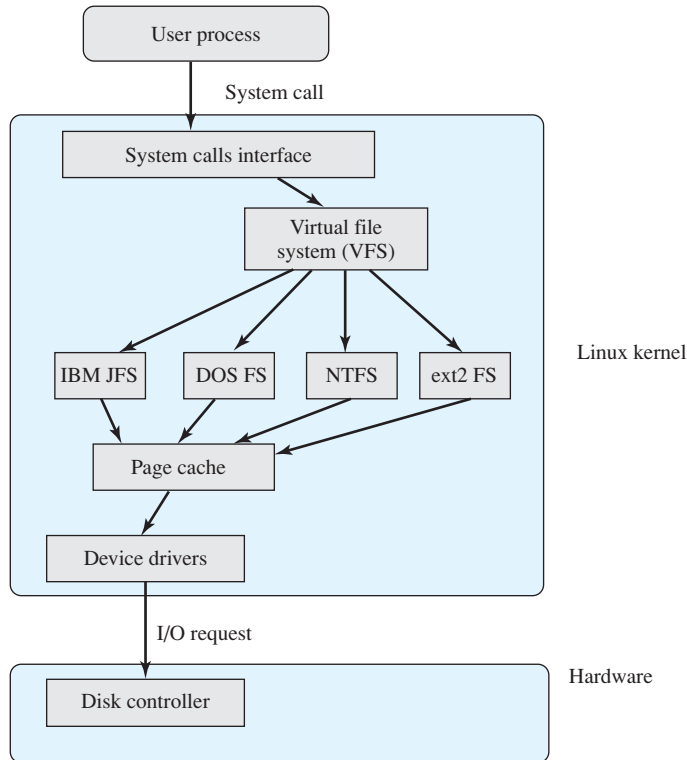 User process
System call
System calls interface
Virtual file
system (VFS)
Linux kernel
IBM JFS
DOS FS
NTFS
ext2 FS
Page cache
Device drivers
I/O request
Hardware
Disk controller